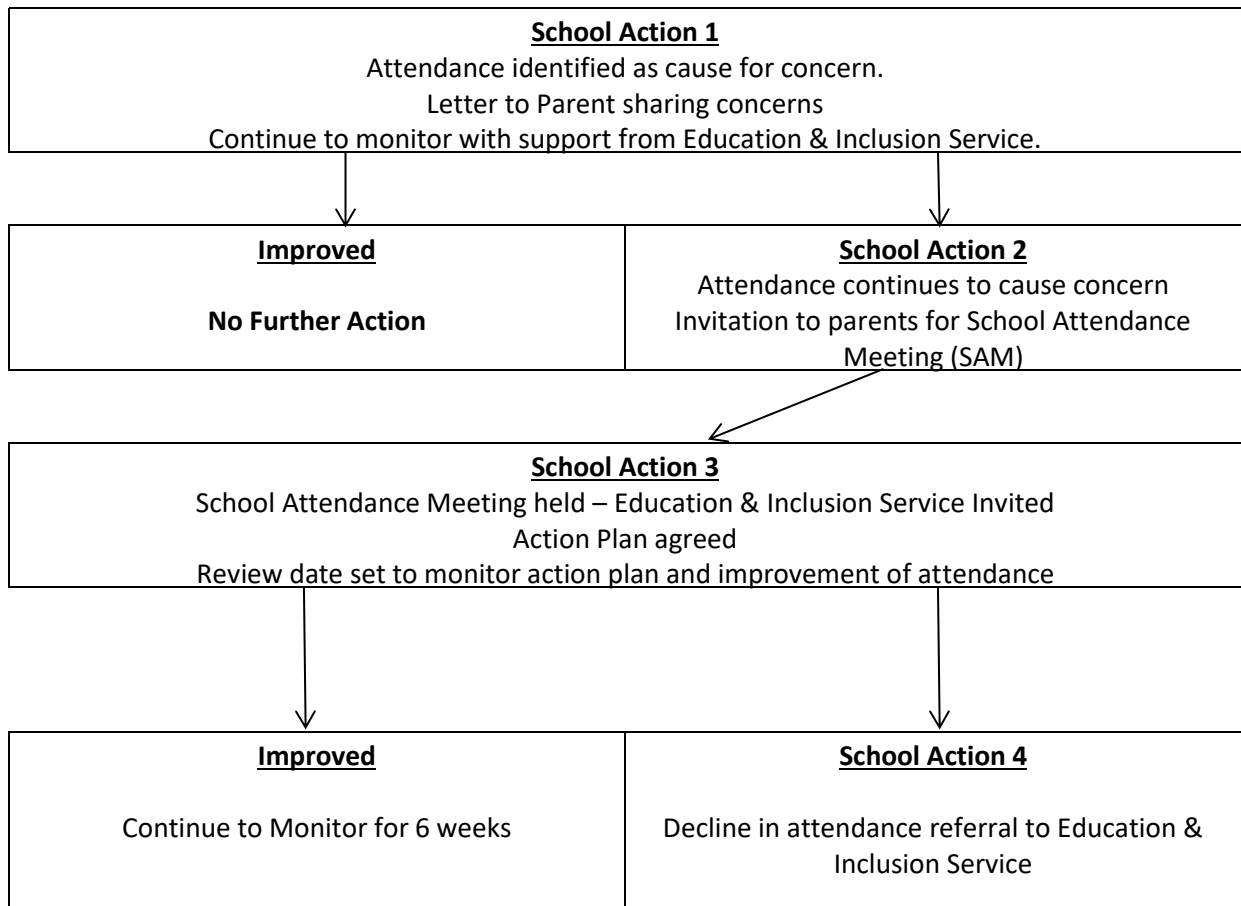 School Action 1
Attendance identified as cause for concern.
Letter to Parent sharing concerns
Continue to monitor with support from Education & Inclusion Service.
Improved
No Further Action
School Action 2
Attendance continues to cause concern
Invitation to parents for School Attendance
Meeting (SAM)
School Action 3
School Attendance Meeting held – Education & Inclusion Service Invited
Action Plan agreed
Review date set to monitor action plan and improvement of attendance
Improved
Continue to Monitor for 6 weeks
School Action 4
Decline in attendance referral to Education &
Inclusion Service